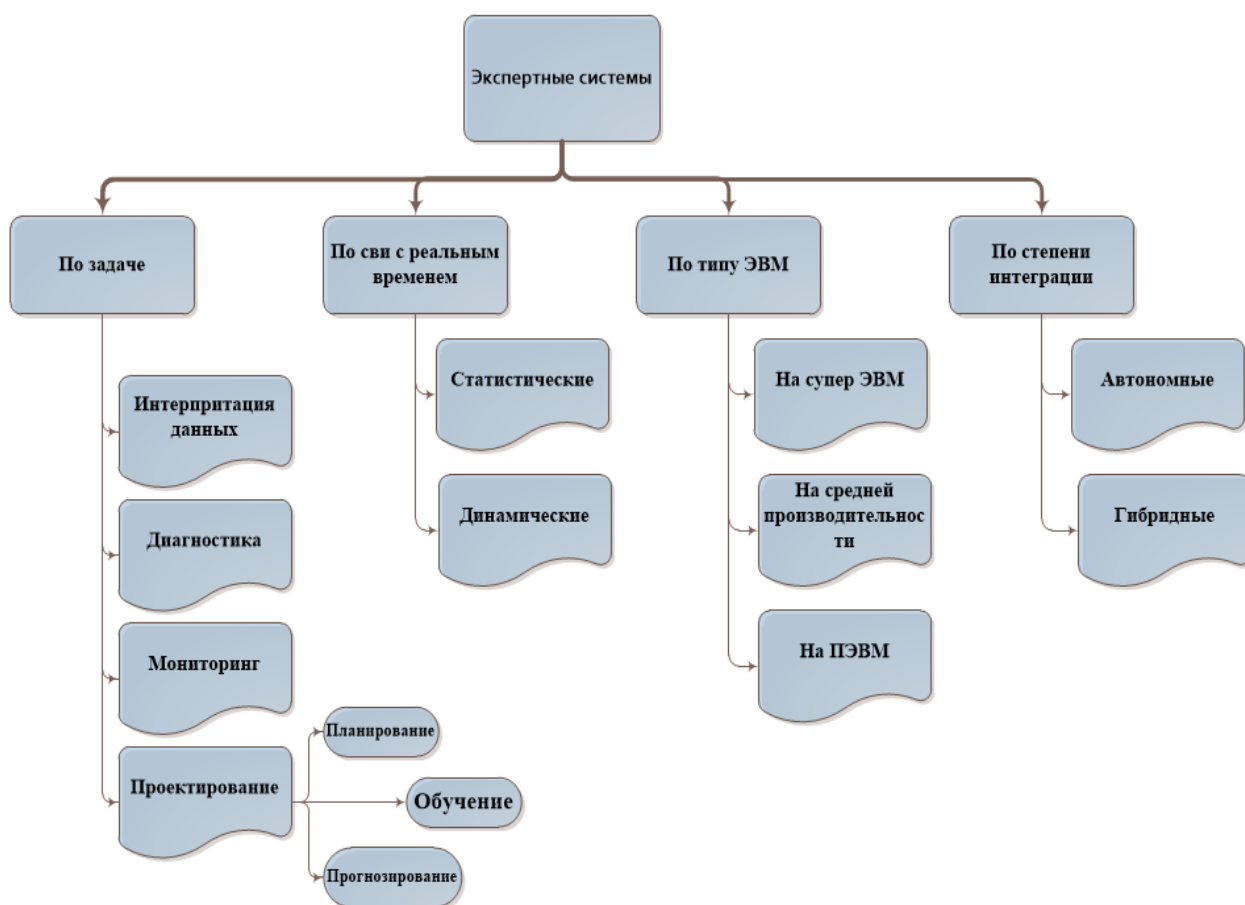 Экспертные системы
По задаче
По сви с реальным
временем
По типу ЭВМ
По степени
интеграции
Интерпритация
данных
Диагностика
Мониторинг
Проектирование
Планирование
Обучение
Прогнозирование
Статистические
Динамические
На супер ЭВМ
На средней
производительнос
ти
На ПЭВМ
Автономные
Гибридные